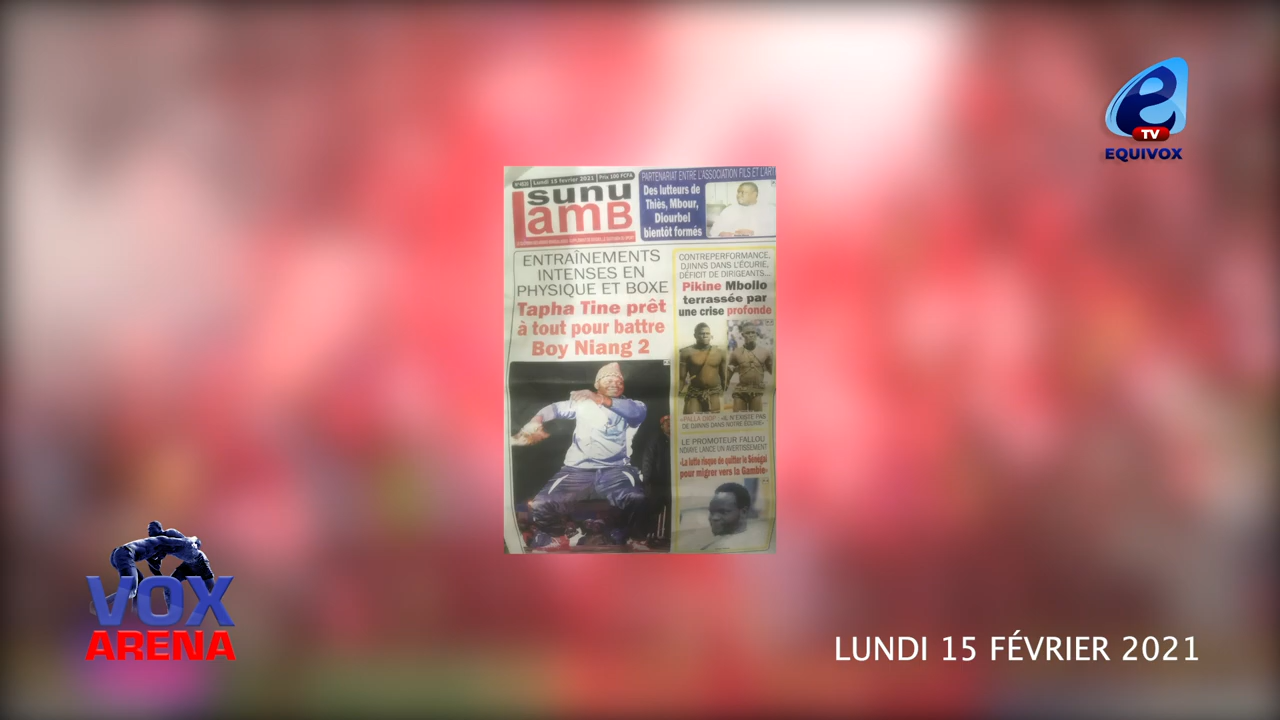 e
TV
EQUIVOX
N°460 | Lundi 15 février 2021 | Prix 100 FCFA
sunu
Lamb
PARTENARIAT ENTRE L'ASSOCIATION FILS ET L'ART
Des lutteurs de
Thiès, Mbour,
Diourbel
bientôt formés
ENTRAÎNEMENTS
INTENSES EN
PHYSIQUE ET BOXE
Tapha Tine prêt
à tout pour battre
Boy Niang 2
CONTREPERFORMANCE,
DJINNS DANS L'ÉCURIE,
DÉFICIT DE DIRIGEANTS...
Pikine Mbollo
terrassée par
une crise profonde
«PALLA DIOP : «IL N'EXISTE PAS
DE DJINNS DANS NOTRE ÉCURIE»
LE PROMOTEUR FALLOU
NDIAYE LANCE UN AVERTISSEMENT
«La lutte risque de quitter le Sénégal
pour migrer vers la Gambie»
VOX
ARENA
LUNDI 15 FÉVRIER 2021